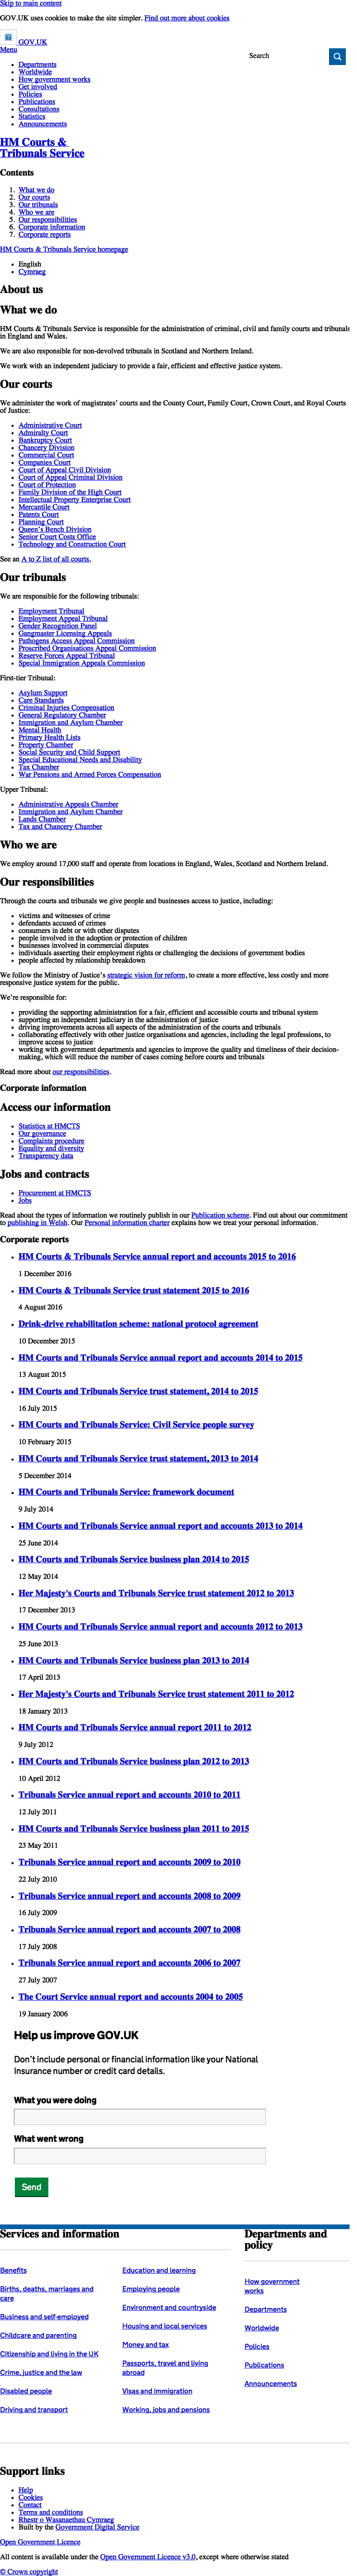 Skip to main content
GOV.UK uses cookies to make the site simpler. Find out more about cookies
GOV.UK
Menu
Search
Departments
Worldwide
How government works
Get involved
Policies
Publications
Consultations
Statistics
Announcements
HM Courts &
Tribunals Service
Contents
1. What we do
2. Our courts
3. Our tribunals
4. Who we are
5. Our responsibilities
6. Corporate information
7. Corporate reports
HM Courts & Tribunals Service homepage
English
Cymraeg
About us
What we do
HM Courts & Tribunals Service is responsible for the administration of criminal, civil and family courts and tribunals
in England and Wales.
We are also responsible for non-devolved tribunals in Scotland and Northern Ireland.
We work with an independent judiciary to provide a fair, efficient and effective justice system.
Our courts
We administer the work of magistrates' courts and the County Court, Family Court, Crown Court, and Royal Courts
of Justice:
Administrative Court
Admiralty Court
Bankruptcy Court
Chancery Division
Commercial Court
Companies Court
Court of Appeal Civil Division
Court of Appeal Criminal Division
Court of Protection
Family Division of the High Court
Intellectual Property Enterprise Court
Mercantile Court
Patents Court
Planning Court
Queen's Bench Division
Senior Court Costs Office
Technology and Construction Court
See an A to Z list of all courts.
Our tribunals
We are responsible for the following tribunals:
Employment Tribunal
Employment Appeal Tribunal
Gender Recognition Panel
Gangmaster Licensing Appeals
Pathogens Access Appeal Commission
Proscribed Organisations Appeal Commission
Reserve Forces Appeal Tribunal
Special Immigration Appeals Commission
First-tier Tribunal:
Asylum Support
Care Standards
Criminal Injuries Compensation
General Regulatory Chamber
Immigration and Asylum Chamber
Mental Health
Primary Health Lists
Property Chamber
Social Security and Child Support
Special Educational Needs and Disability
Tax Chamber
War Pensions and Armed Forces Compensation
Upper Tribunal:
Administrative Appeals Chamber
Immigration and Asylum Chamber
Lands Chamber
Tax and Chancery Chamber
Who we are
We employ around 17,000 staff and operate from locations in England, Wales, Scotland and Northern Ireland.
Our responsibilities
Through the courts and tribunals we give people and businesses access to justice, including:
victims and witnesses of crime
defendants accused of crimes
consumers in debt or with other disputes
people involved in the adoption or protection of children
businesses involved in commercial disputes
individuals asserting their employment rights or challenging the decisions of government bodies
people affected by relationship breakdown
We follow the Ministry of Justice's strategic vision for reform, to create a more effective, less costly and more
responsive justice system for the public.
We're responsible for:
providing the supporting administration for a fair, efficient and accessible courts and tribunal system
supporting an independent judiciary in the administration of justice
driving improvements across all aspects of the administration of the courts and tribunals
collaborating effectively with other justice organisations and agencies, including the legal professions, to
improve access to justice
working with government departments and agencies to improve the quality and timeliness of their decision-
making, which will reduce the number of cases coming before courts and tribunals
Read more about our responsibilities.
Corporate information
Access our information
Statistics at HMCTS
Our governance
Complaints procedure
Equality and diversity
Transparency data
Jobs and contracts
Procurement at HMCTS
Jobs
Read about the types of information we routinely publish in our Publication scheme. Find out about our commitment
to publishing in Welsh. Our Personal information charter explains how we treat your personal information.
Corporate reports
HM Courts & Tribunals Service annual report and accounts 2015 to 2016
1 December 2016
HM Courts & Tribunals Service trust statement 2015 to 2016
4 August 2016
Drink-drive rehabilitation scheme: national protocol agreement
10 December 2015
HM Courts and Tribunals Service annual report and accounts 2014 to 2015
13 August 2015
HM Courts and Tribunals Service trust statement, 2014 to 2015
16 July 2015
HM Courts and Tribunals Service: Civil Service people survey
10 February 2015
HM Courts and Tribunals Service trust statement, 2013 to 2014
5 December 2014
HM Courts and Tribunals Service: framework document
9 July 2014
HM Courts and Tribunals Service annual report and accounts 2013 to 2014
25 June 2014
HM Courts and Tribunals Service business plan 2014 to 2015
12 May 2014
Her Majesty's Courts and Tribunals Service trust statement 2012 to 2013
17 December 2013
HM Courts and Tribunals Service annual report and accounts 2012 to 2013
25 June 2013
HM Courts and Tribunals Service business plan 2013 to 2014
17 April 2013
Her Majesty's Courts and Tribunals Service trust statement 2011 to 2012
18 January 2013
HM Courts and Tribunals Service annual report 2011 to 2012
9 July 2012
HM Courts and Tribunals Service business plan 2012 to 2013
10 April 2012
Tribunals Service annual report and accounts 2010 to 2011
12 July 2011
HM Courts and Tribunals Service business plan 2011 to 2015
23 May 2011
Tribunals Service annual report and accounts 2009 to 2010
22 July 2010
Tribunals Service annual report and accounts 2008 to 2009
16 July 2009
Tribunals Service annual report and accounts 2007 to 2008
17 July 2008
Tribunals Service annual report and accounts 2006 to 2007
27 July 2007
The Court Service annual report and accounts 2004 to 2005
19 January 2006
Help us improve GOV.UK
Don't include personal or financial information like your National
Insurance number or credit card details.
What you were doing
What went wrong
Send
Services and information
Benefits
Births, deaths, marriages and
care
Business and self-employed
Childcare and parenting
Citizenship and living in the UK
Crime, justice and the law
Disabled people
Driving and transport
Education and learning
Employing people
Environment and countryside
Housing and local services
Money and tax
Passports, travel and living
abroad
Visas and immigration
Working, jobs and pensions
Departments and
policy
How government
works
Departments
Worldwide
Policies
Publications
Announcements
Support links
Help
Cookies
Contact
Terms and conditions
Rhestr o Wasanaethau Cymraeg
Built by the Government Digital Service
Open Government Licence
All content is available under the Open Government Licence v3.0, except where otherwise stated
© Crown copyright